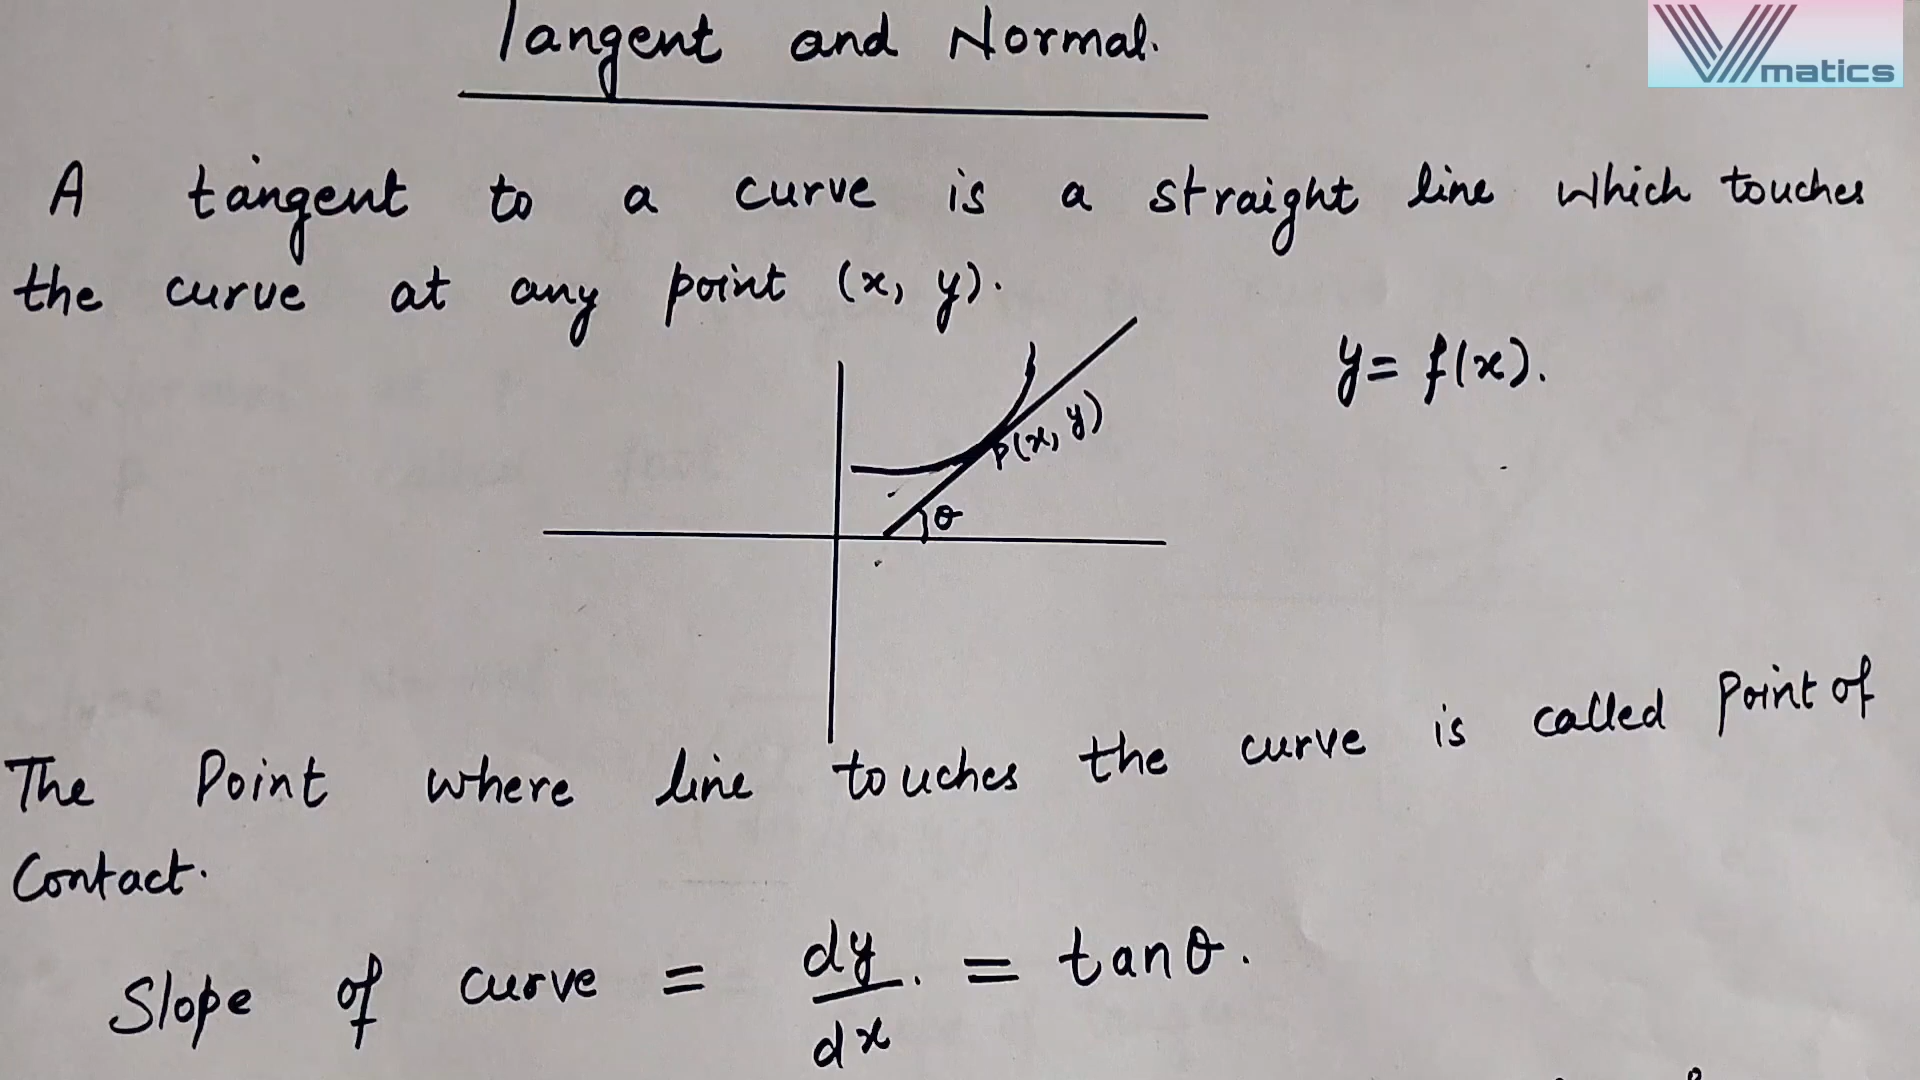 Tangent and Normal.
Vmatics
A tangent to a curve is a straight line which touches
the curve at any point (x, y).
y = f(x).
P(x, y)
θ
The Point where line touches the curve is called Point of
Contact.
Slope of curve = dy/dx. = tanθ.